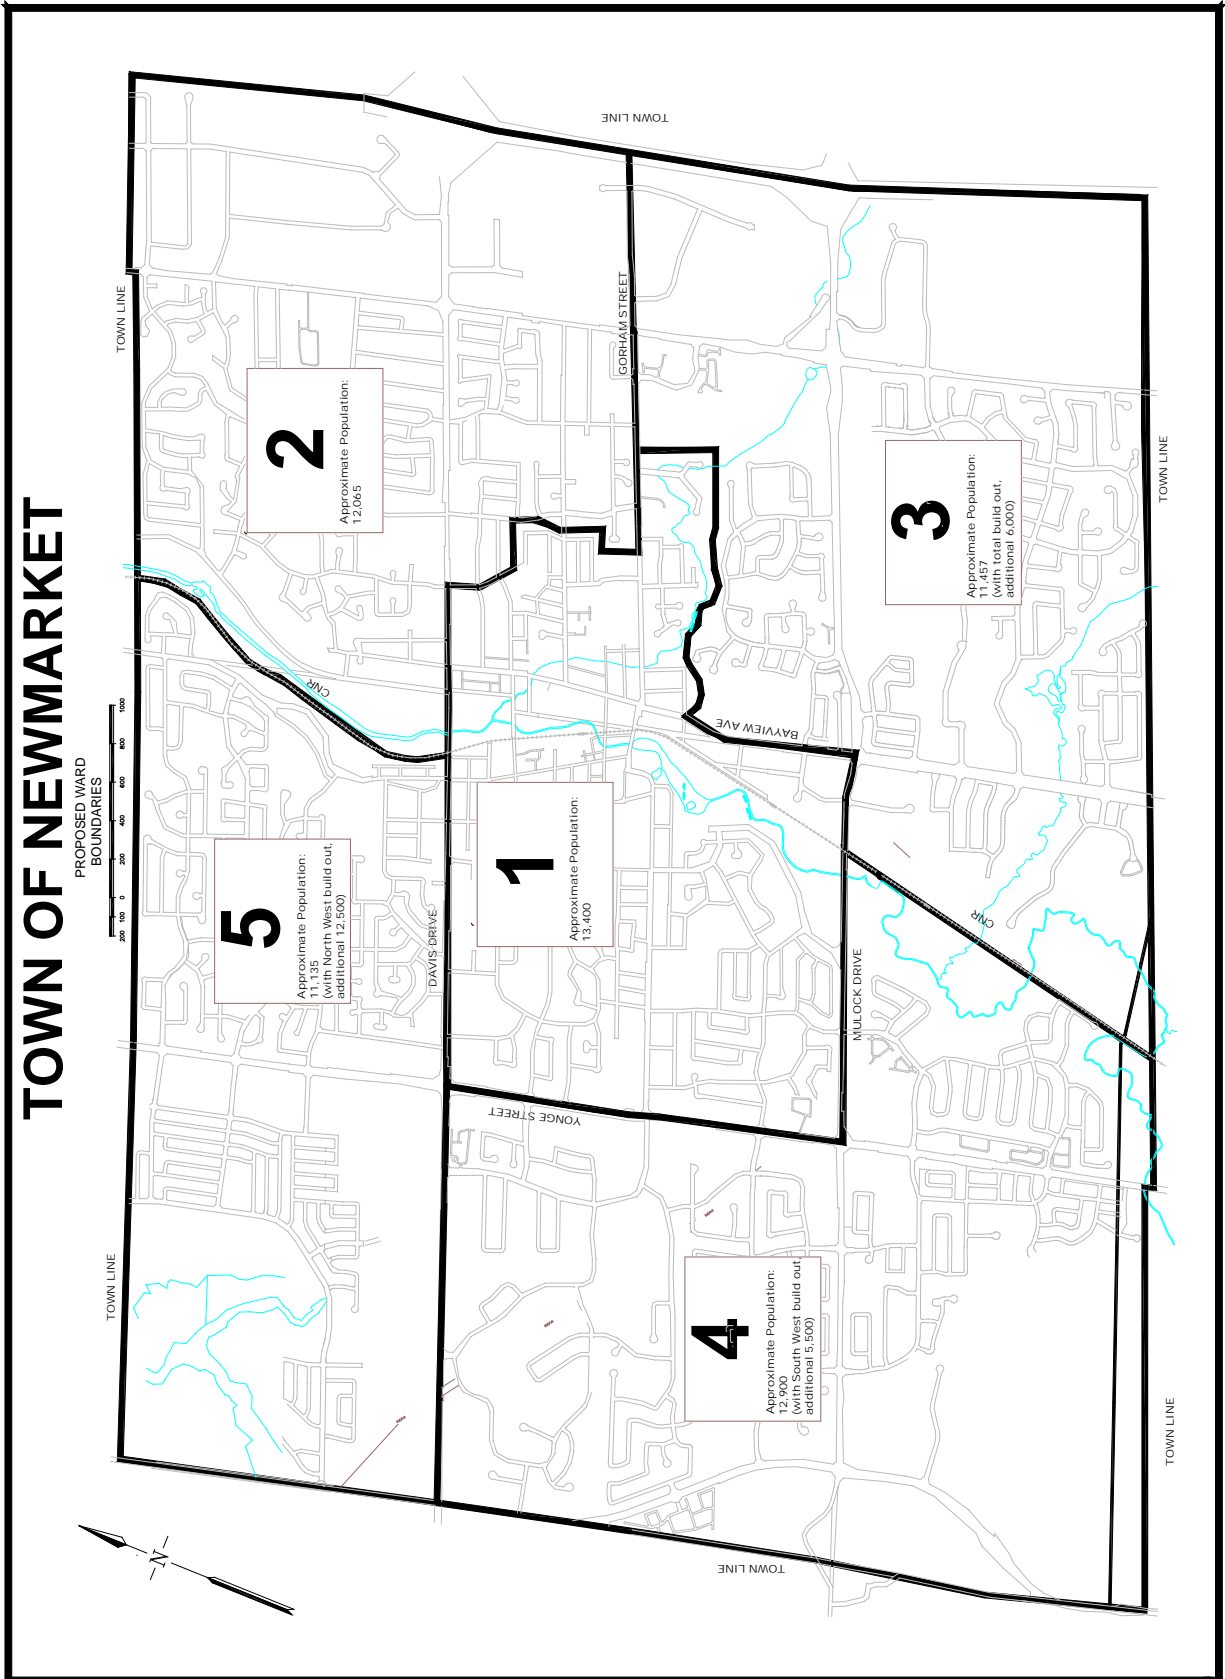 TOWN OF NEWMARKET
PROPOSED WARD
BOUNDARIES
200 100 0 200 400 600 800 1000
TOWN LINE
TOWN LINE
TOWN LINE
TOWN LINE
TOWN LINE
TOWN LINE
2
Approximate Population:
12,065
5
Approximate Population:
11,135
(with North West build out,
additional 12,500)
1
Approximate Population:
13,400
3
Approximate Population:
11,457
(with total build out,
additional 6,000)
4
Approximate Population:
12,900
(with South West build out,
additional 5,500)
GORHAM STREET
DAVIS DRIVE
YONGE STREET
MULOCK DRIVE
BAYVIEW AVE
CNR
CNR
-N-